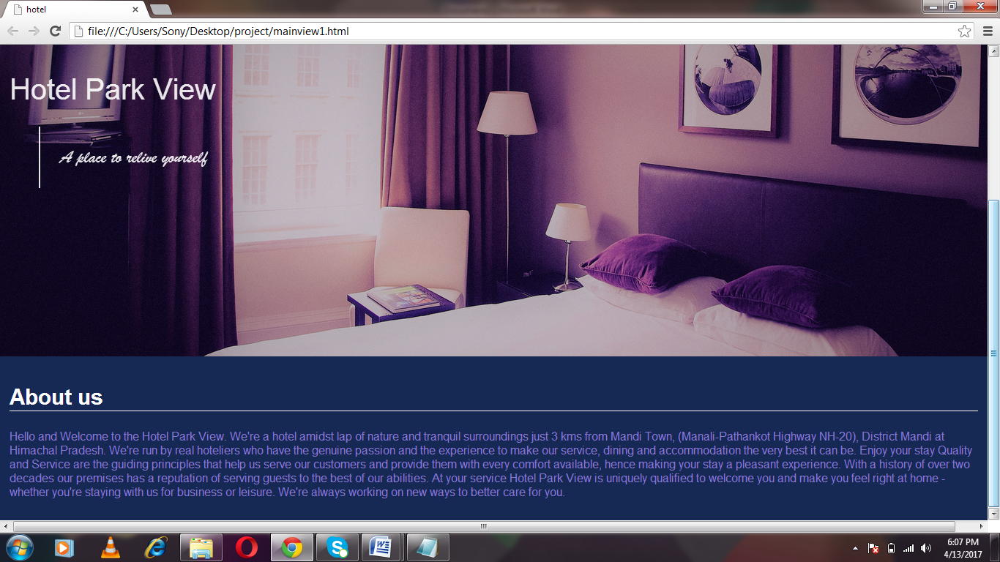 hotel
file:///C:/Users/Sony/Desktop/project/mainview1.html
Hotel Park View
A place to relive yourself
About us
Hello and Welcome to the Hotel Park View. We're a hotel amidst lap of nature and tranquil surroundings just 3 kms from Mandi Town, (Manali-Pathankot Highway NH-20), District Mandi at
Himachal Pradesh. We're run by real hoteliers who have the genuine passion and the experience to make our service, dining and accommodation the very best it can be. Enjoy your stay Quality
and Service are the guiding principles that help us serve our customers and provide them with every comfort available, hence making your stay a pleasant experience. With a history of over two
decades our premises has a reputation of serving guests to the best of our abilities. At your service Hotel Park View is uniquely qualified to welcome you and make you feel right at home -
whether you're staying with us for business or leisure. We're always working on new ways to better care for you.
6:07 PM
4/13/2017